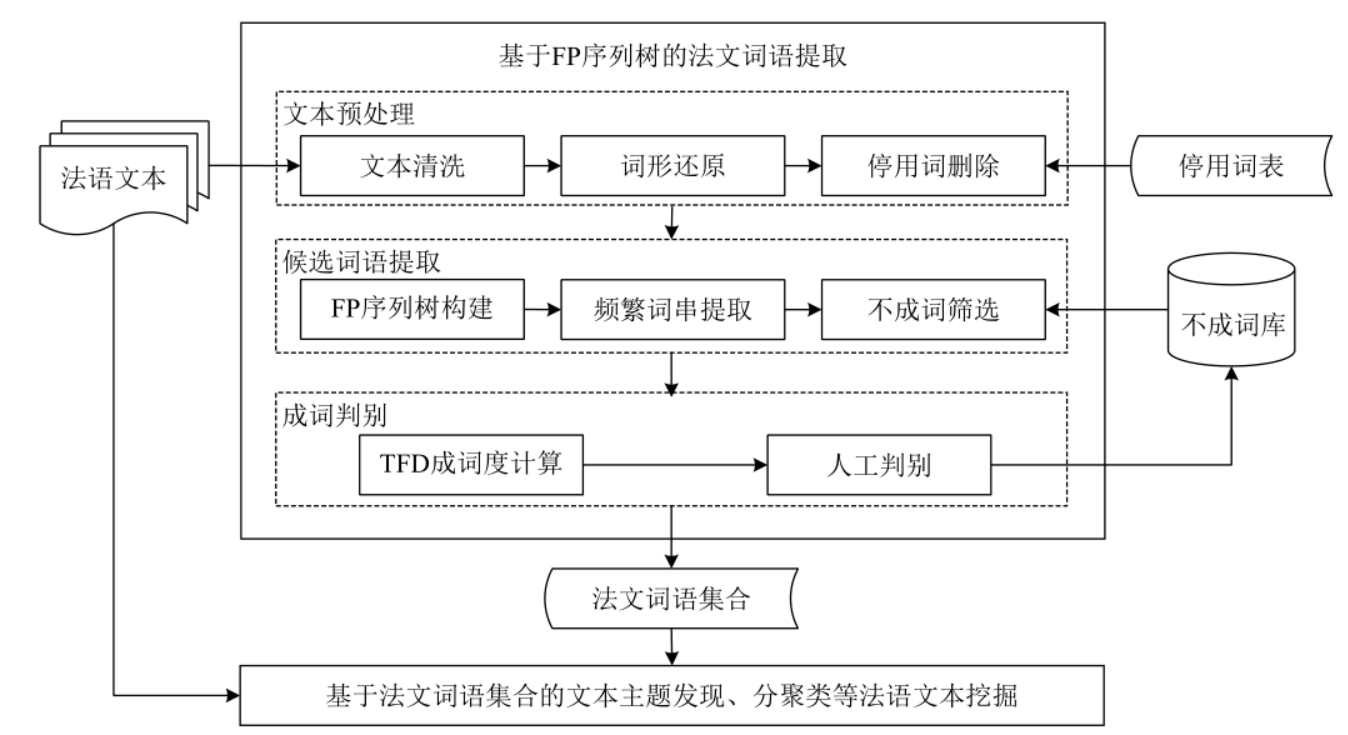 基于FP序列树的法文词语提取
文本预处理
法语文本
文本清洗
词形还原
停用词删除
停用词表
候选词语提取
FP序列树构建
频繁词串提取
不成词筛选
不成词库
成词判别
TFD成词度计算
人工判别
法文词语集合
基于法文词语集合的文本主题发现、分聚类等法语文本挖掘